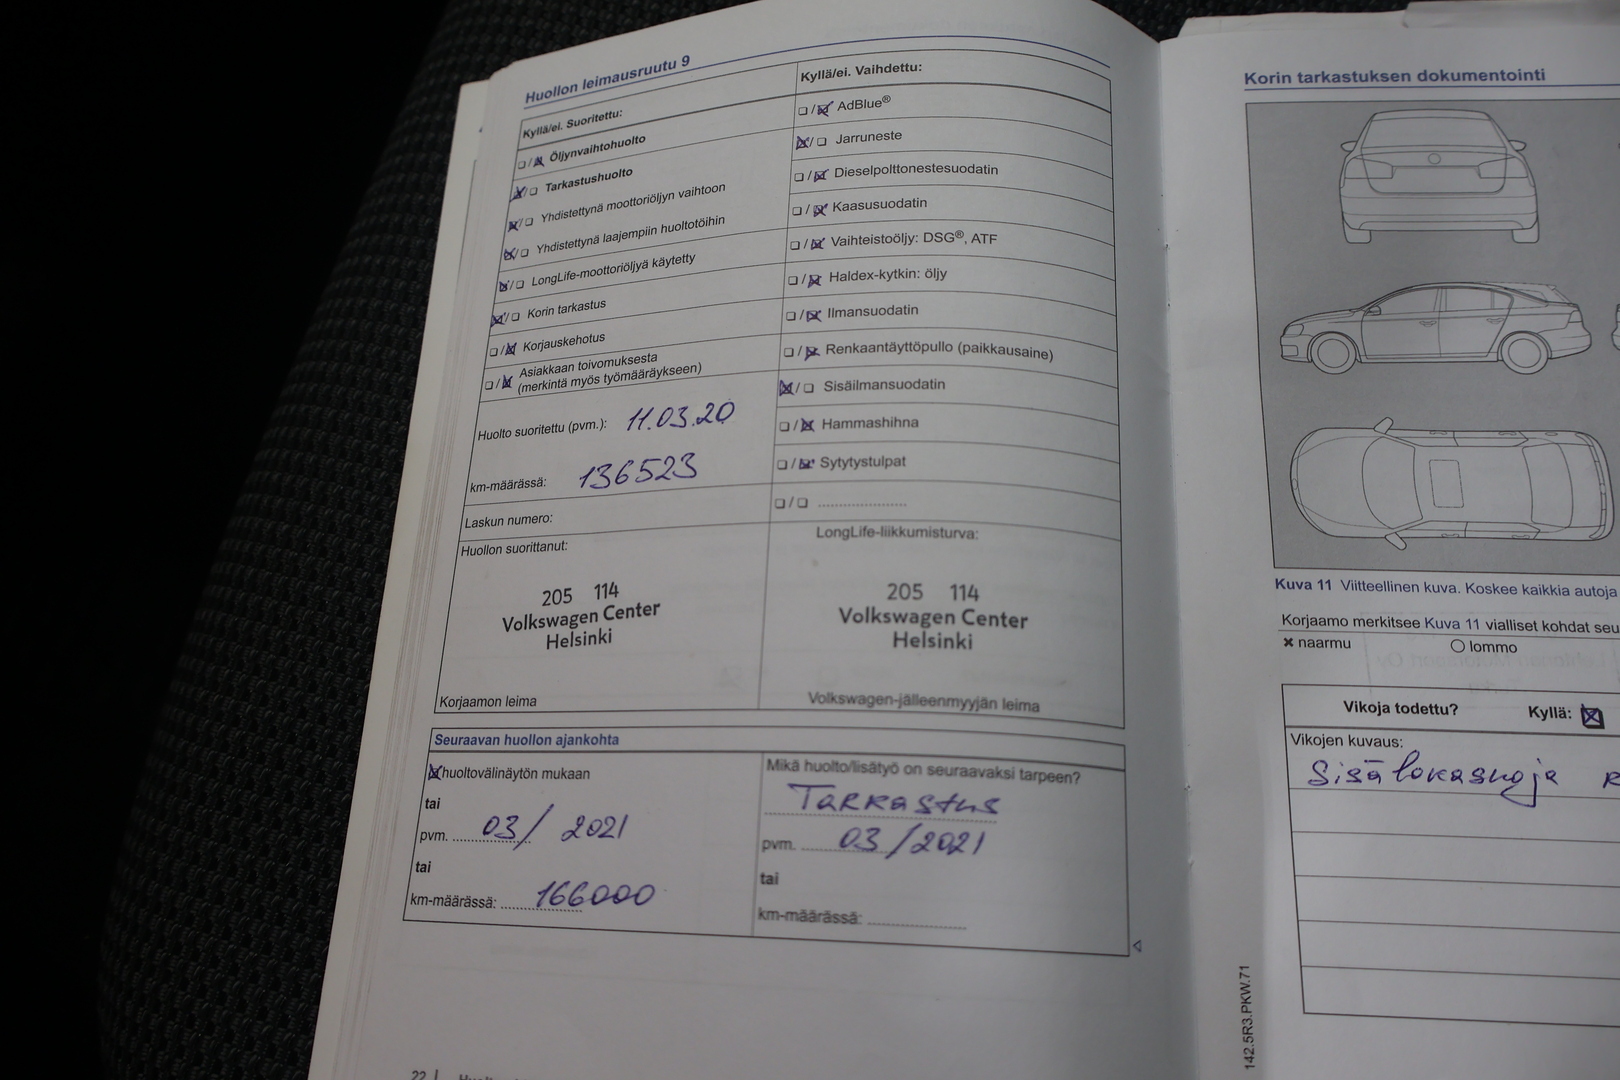 Huollon leimausruutu 9
Kyllä/ei. Suoritettu:
Öljynvaihtohuolto
Tarkastushuolto
Yhdistettynä moottoriöljyn vaihtoon
Yhdistettynä laajempiin huoltotöihin
LongLife-moottoriöljyä käytetty
Korin tarkastus
Korjauskehotus
Asiakkaan toivomuksesta
(merkintä myös työmääräykseen)
Huolto suoritettu (pvm.): 11.03.20
km-määrässä: 136523
Laskun numero:
Huollon suorittanut:
205 114
Volkswagen Center
Helsinki
Korjaamon leima
Kyllä/ei. Vaihdettu:
AdBlue®
Jarruneste
Dieselpolttonestesuodatin
Kaasusuodatin
Vaihteistoöljy: DSG®, ATF
Haldex-kytkin: öljy
Ilmansuodatin
Renkaantäyttöpullo (paikkausaine)
Sisäilmansuodatin
Hammashihna
Sytytystulpat
LongLife-liikkumisturva:
205 114
Volkswagen Center
Helsinki
Volkswagen-jälleenmyyjän leima
Seuraavan huollon ajankohta
huoltovälinäytön mukaan
tai
pvm. 03/2021
tai
km-määrässä: 166000
Mikä huolto/lisätyö on seuraavaksi tarpeen?
Tarkastus
pvm. 03/2021
tai
km-määrässä:
22
Korin tarkastuksen dokumentointi
Kuva 11 Viitteellinen kuva. Koskee kaikkia autoja
Korjaamo merkitsee Kuva 11 vialliset kohdat seu
× naarmu ○ lommo
Vikoja todettu? Kyllä:
Vikojen kuvaus:
Sisälokasuoja
142.5R3.PKW.71